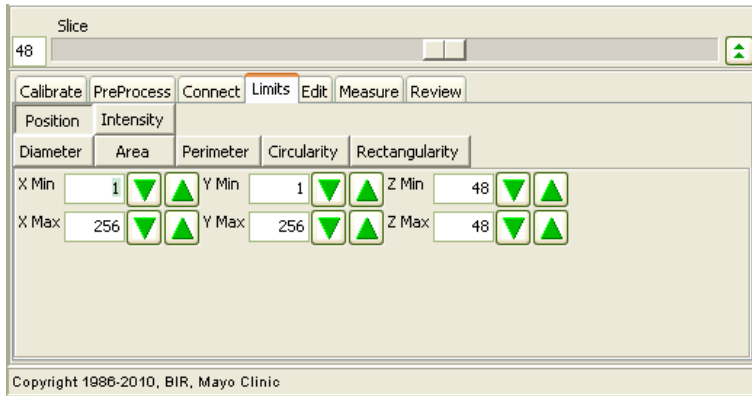 Slice
48
Calibrate PreProcess Connect Limits Edit Measure Review
Position Intensity
Diameter Area Perimeter Circularity Rectangularity
X Min 1 Y Min 1 Z Min 48
X Max 256 Y Max 256 Z Max 48
Copyright 1986-2010, BIR, Mayo Clinic